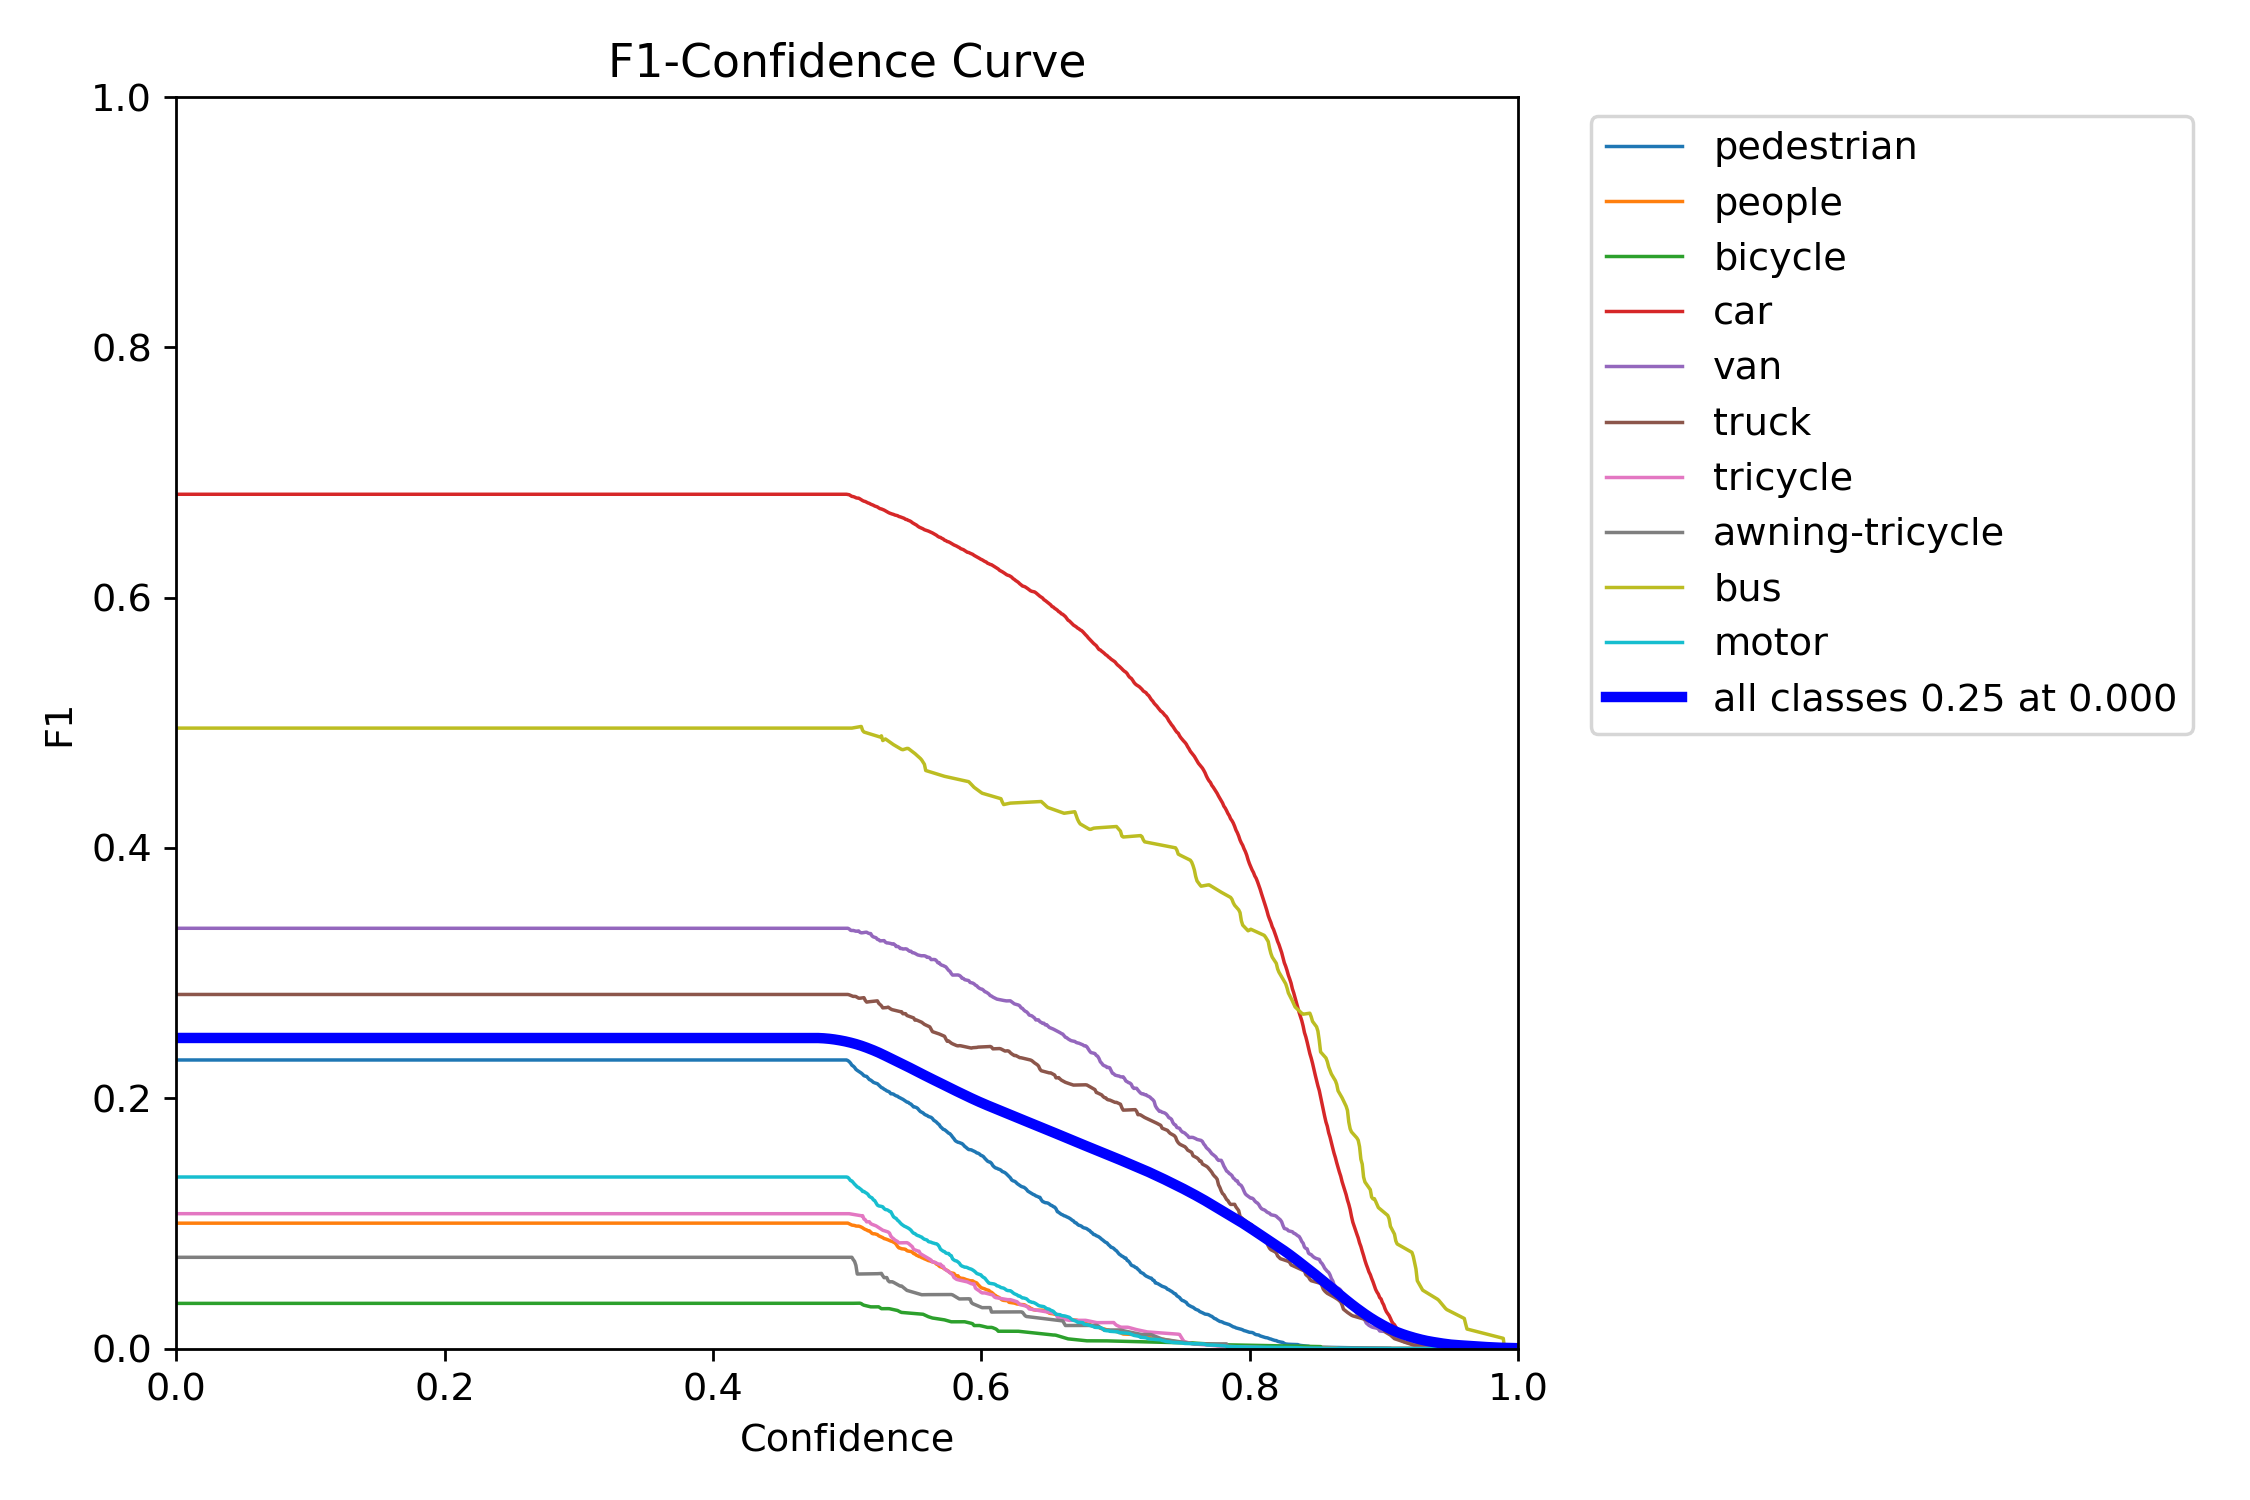 F1-Confidence Curve
1.0
0.8
0.6
0.4
0.2
0.0
F1
0.0 0.2 0.4 0.6 0.8 1.0
Confidence
pedestrian
people
bicycle
car
van
truck
tricycle
awning-tricycle
bus
motor
all classes 0.25 at 0.000